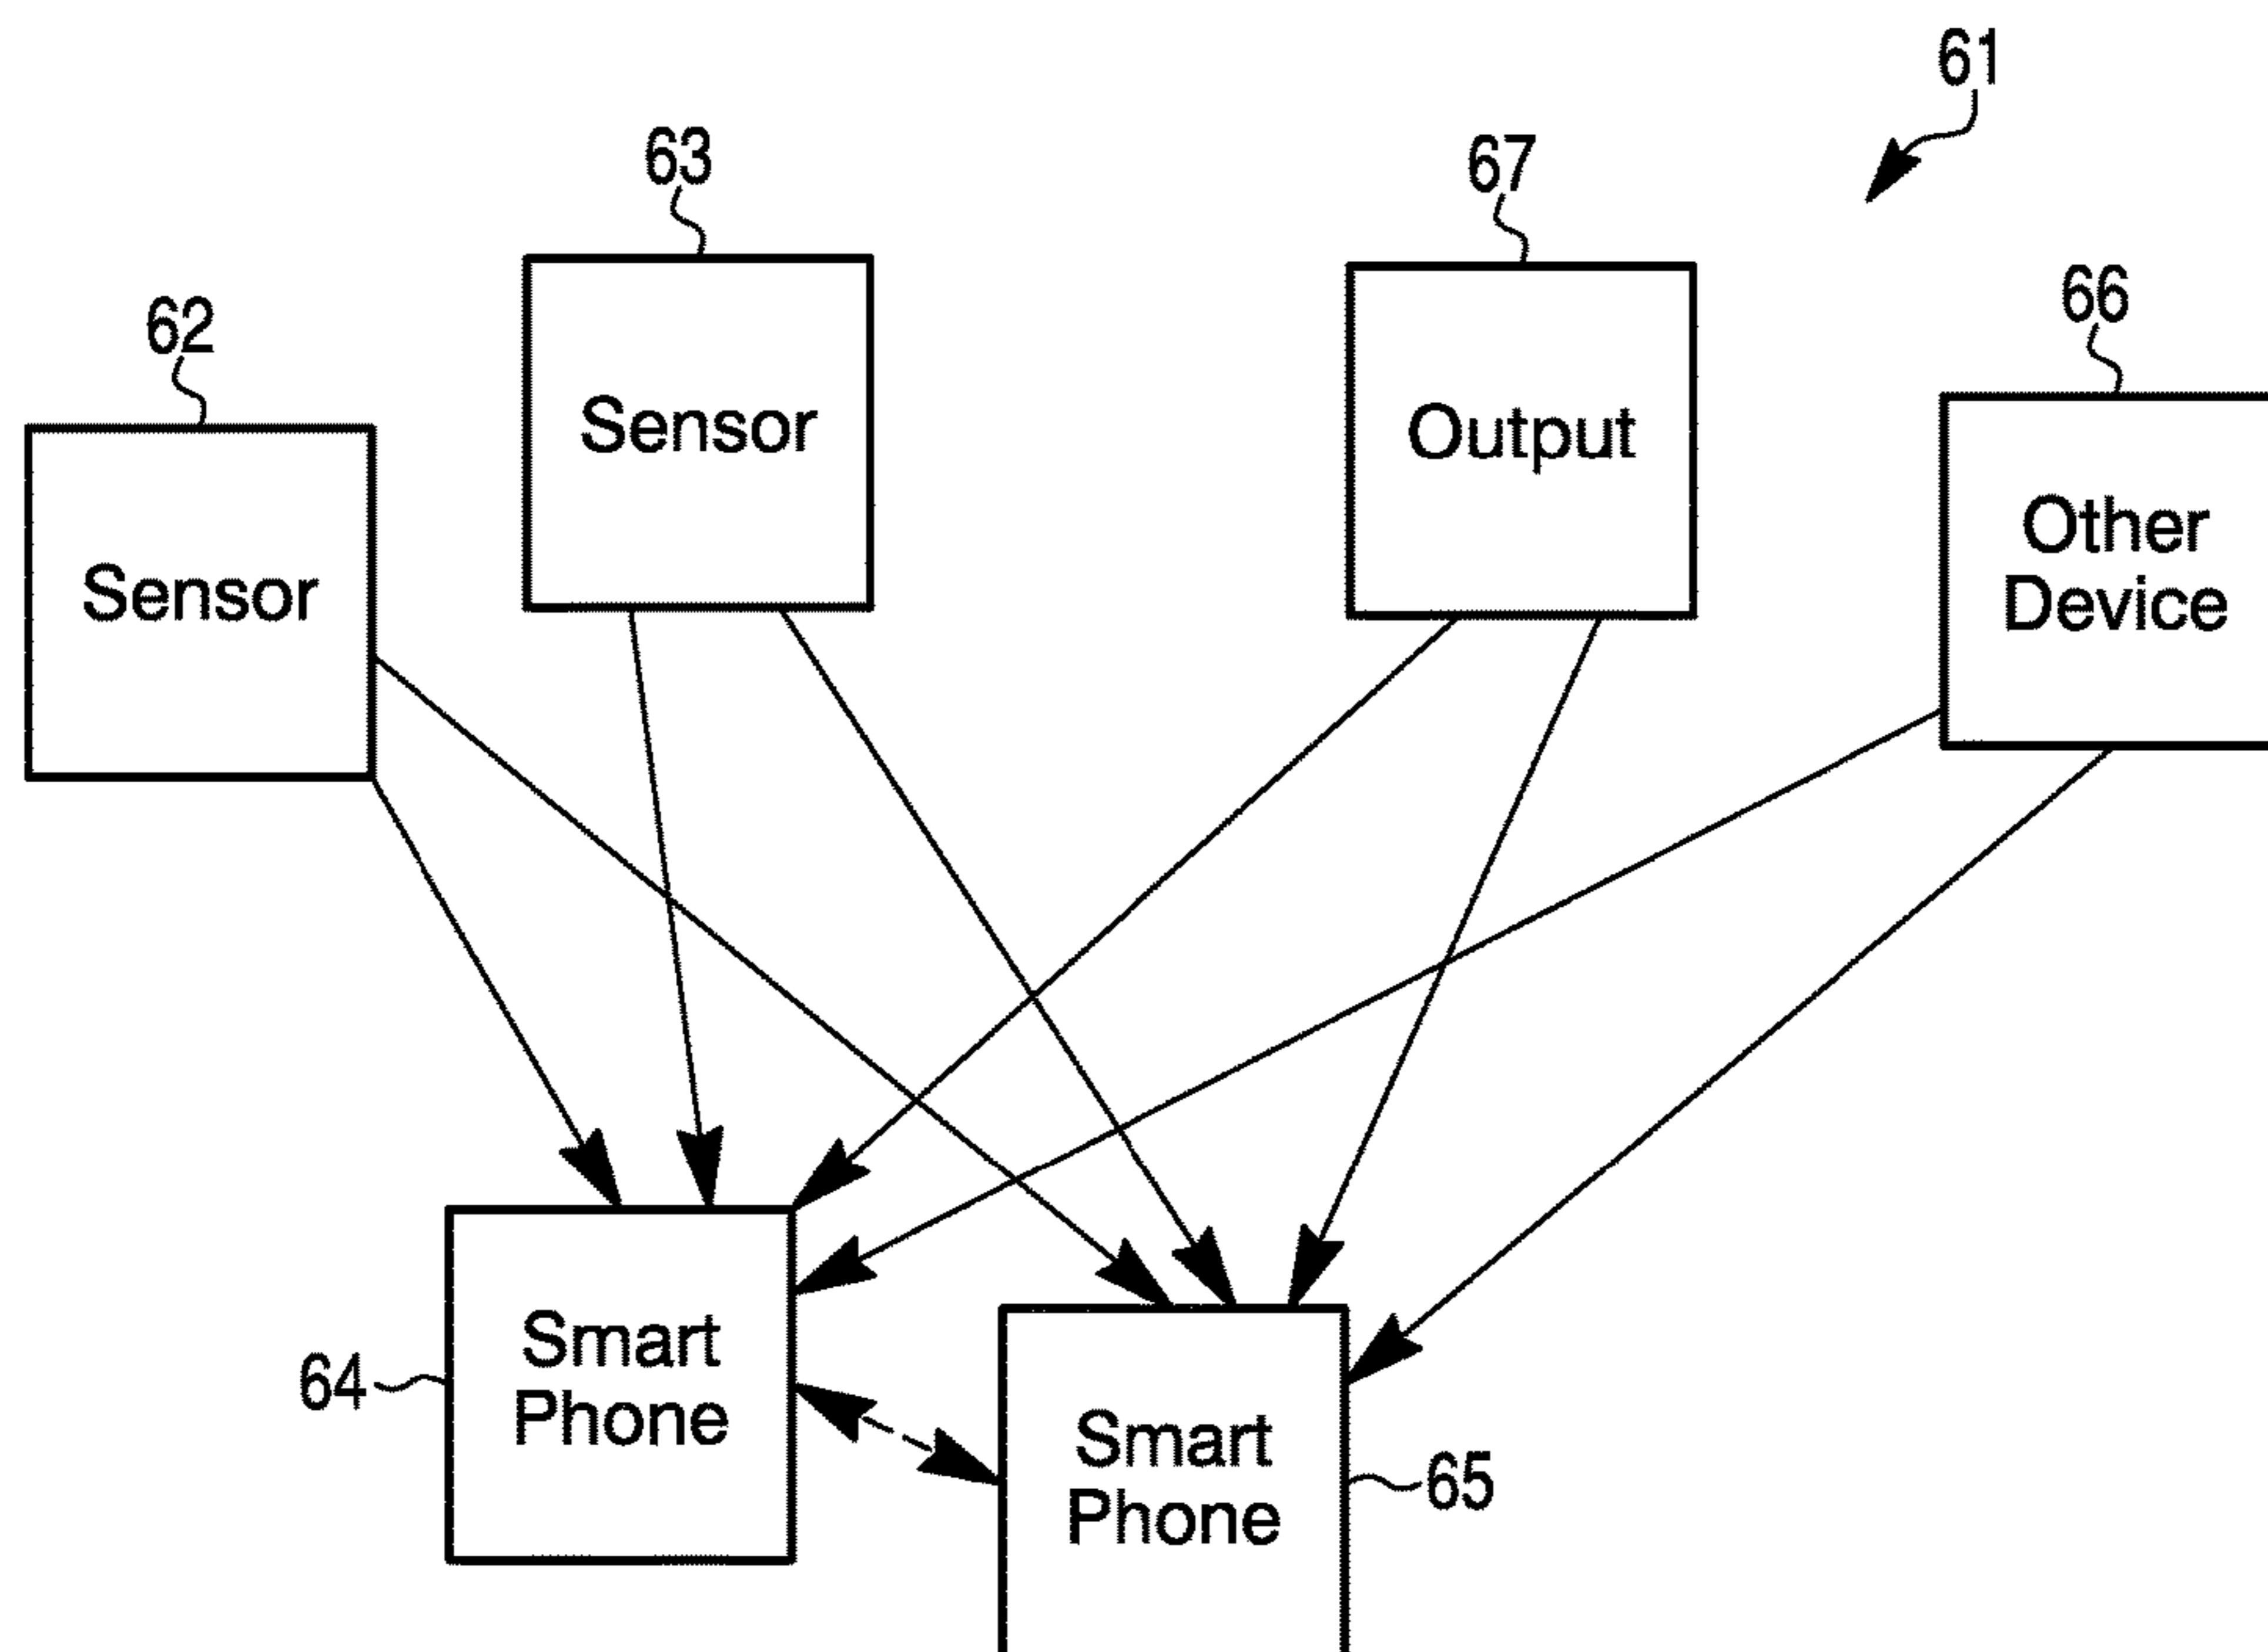 61
63
67
62
66
Sensor
Output
Other
Device
Sensor
Smart
Phone
64
Smart
Phone
65